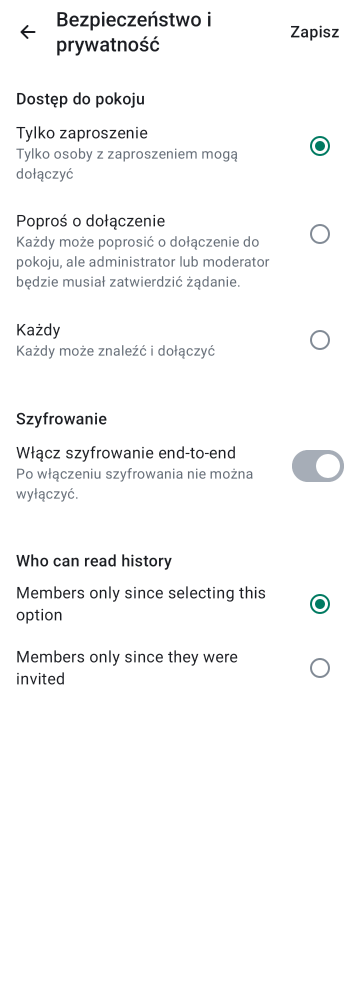 Bezpieczeństwo i
prywatność
Zapisz
Dostęp do pokoju
Tylko zaproszenie
Tylko osoby z zaproszeniem mogą
dołączyć
Poproś o dołączenie
Każdy może poprosić o dołączenie do
pokoju, ale administrator lub moderator
będzie musiał zatwierdzić żądanie.
Każdy
Każdy może znaleźć i dołączyć
Szyfrowanie
Włącz szyfrowanie end-to-end
Po włączeniu szyfrowania nie można
wyłączyć.
Who can read history
Members only since selecting this
option
Members only since they were
invited